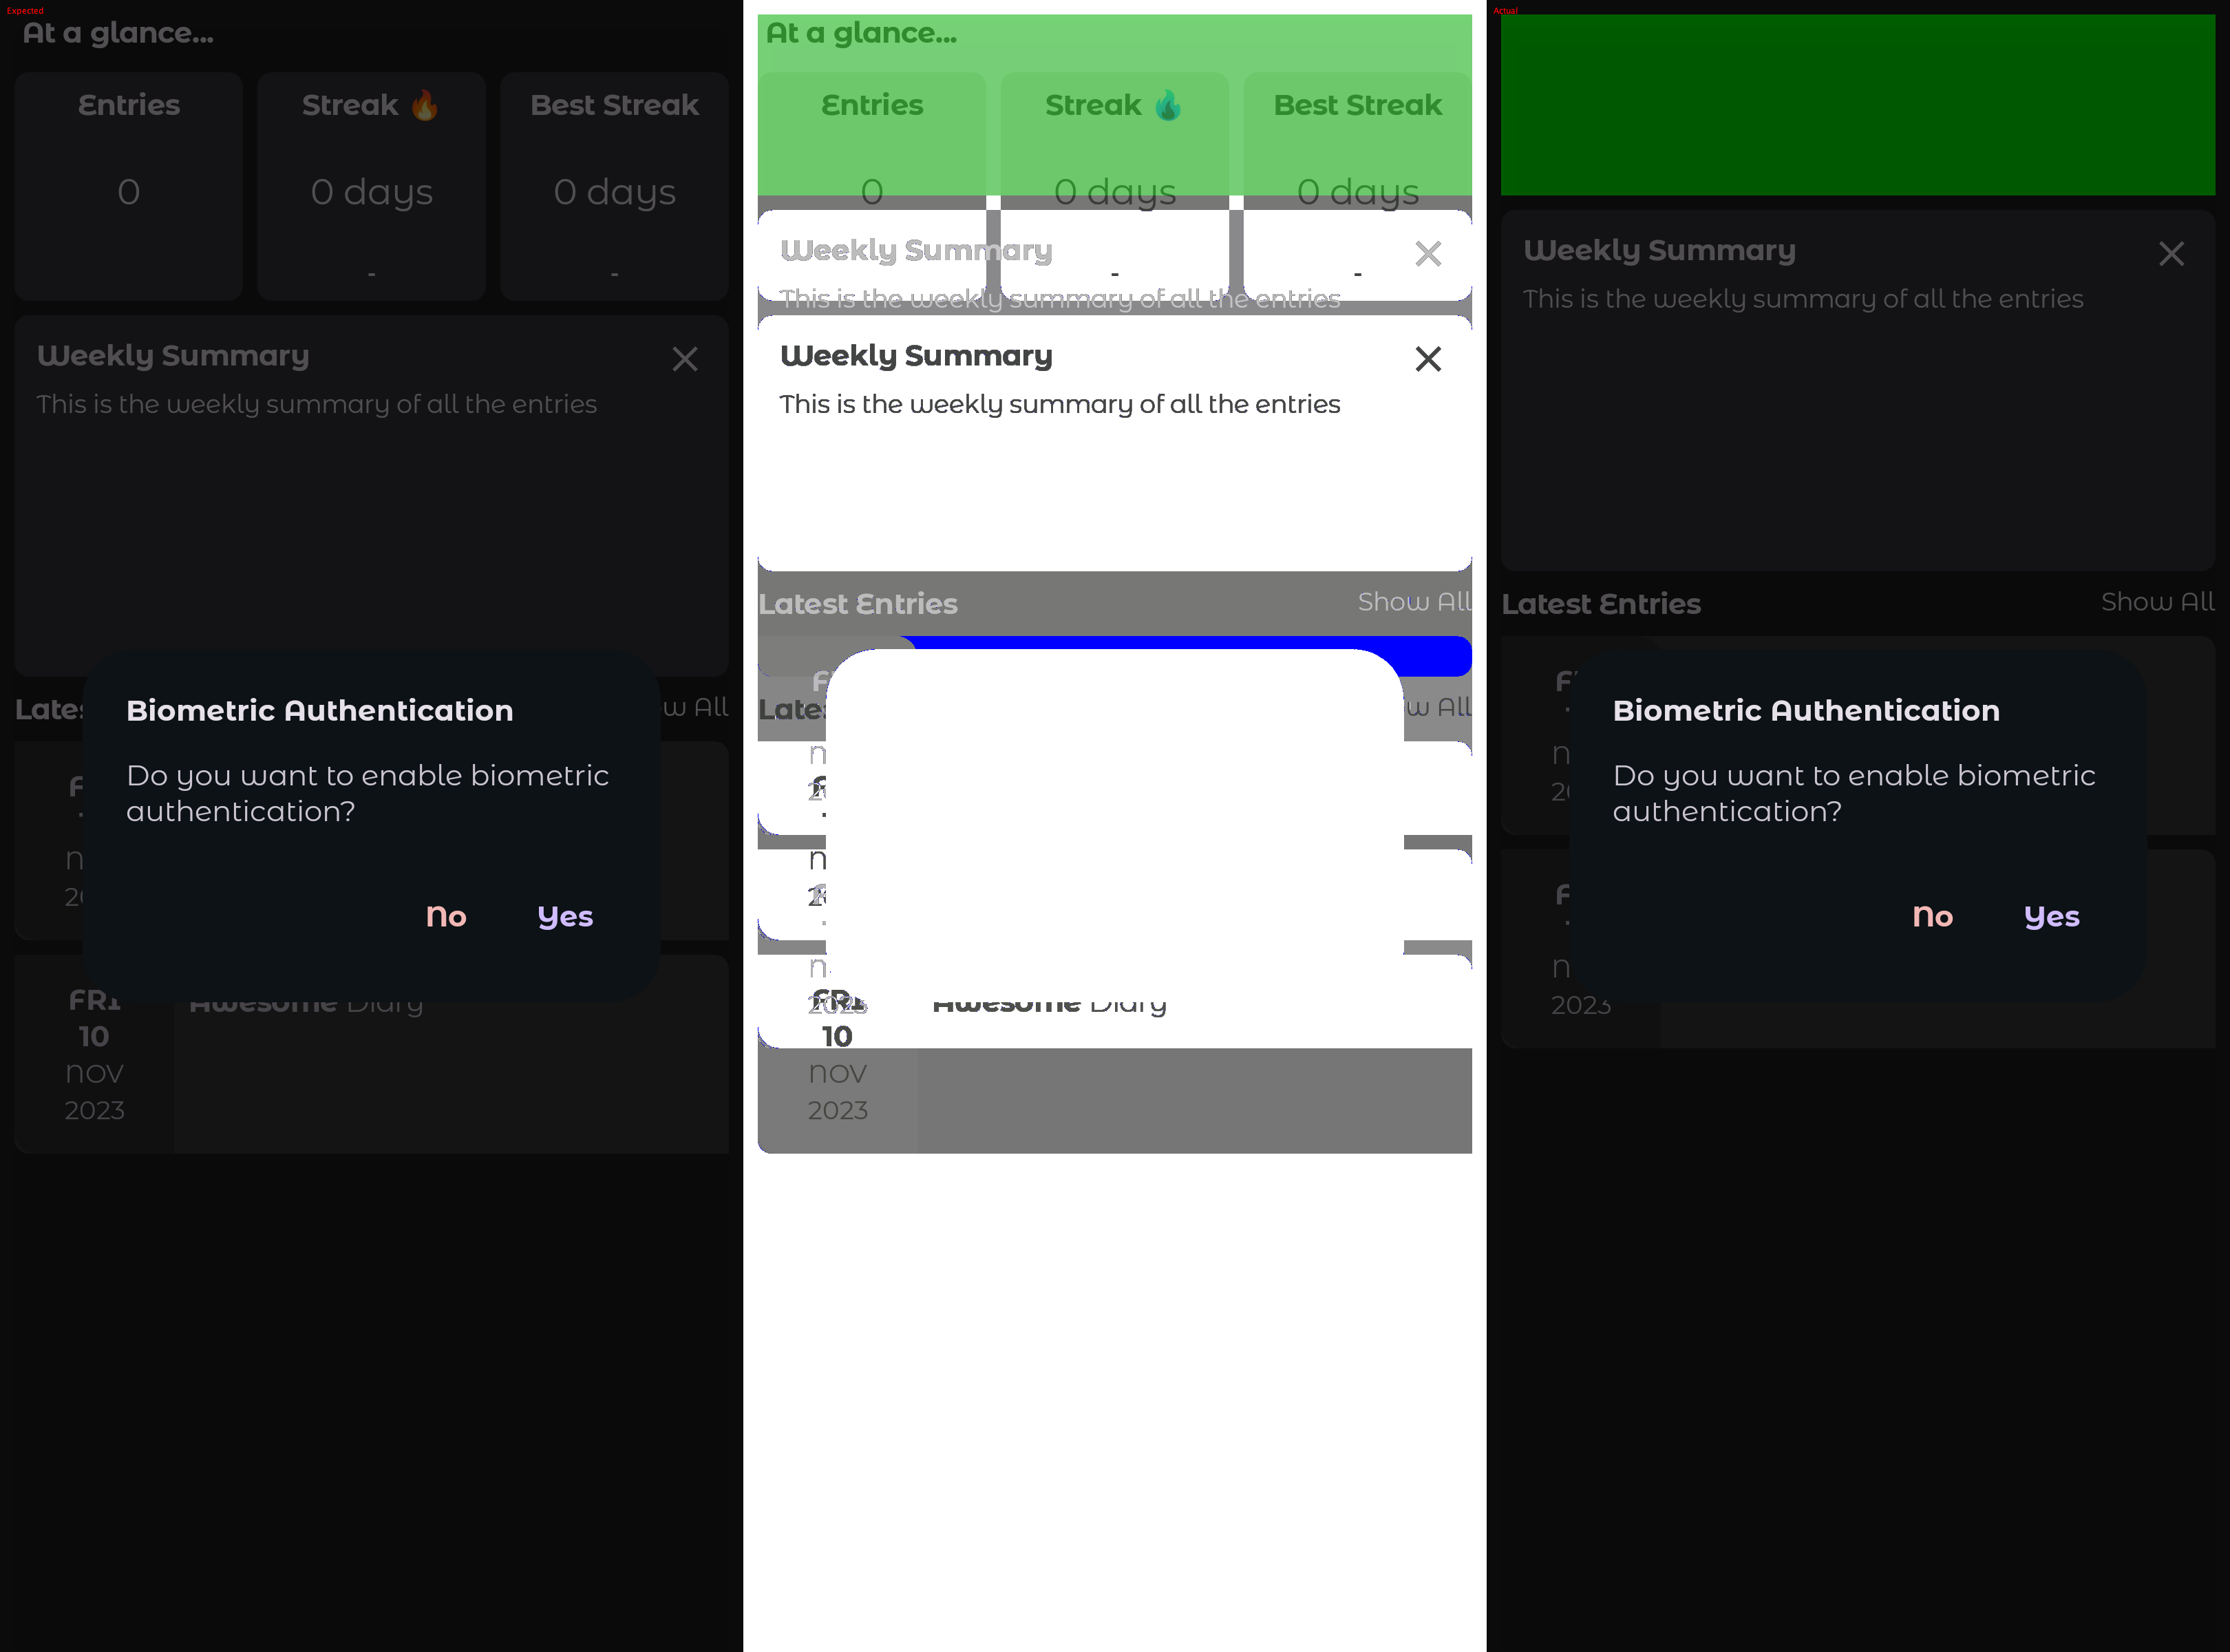 Expected
At a glance...
Entries
Streak 🔥
Best Streak
0
0 days
0 days
-
-
Weekly Summary
This is the weekly summary of all the entries
w All
Biometric Authentication
Do you want to enable biometric
authentication?
No
Yes
FRI
10
NOV
2023
Awesome Diary
At a glance...
Entries
Streak
Best Streak
0
0 days
0 days
Weekly Summary
-
-
This is the weekly summary of all the entries
Weekly Summary
This is the weekly summary of all the entries
Latest Entries
Show All
w All
FRI
2023
10
NOV
2023
Awesome Diary
Actual
Weekly Summary
This is the weekly summary of all the entries
Latest Entries
Show All
Biometric Authentication
Do you want to enable biometric
authentication?
No
Yes
2023